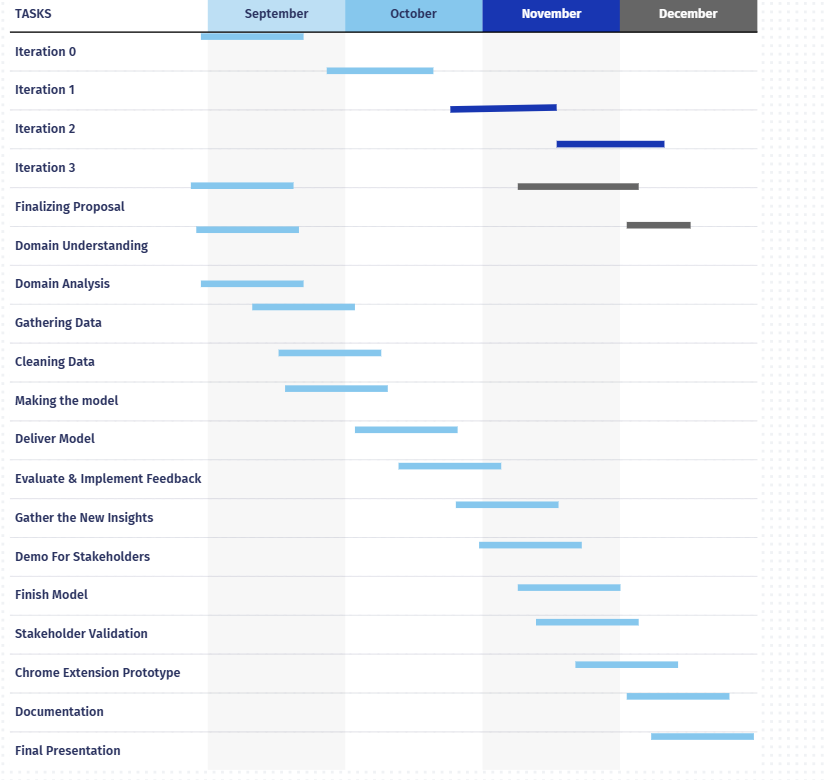 TASKS September October November December
Iteration 0
Iteration 1
Iteration 2
Iteration 3
Finalizing Proposal
Domain Understanding
Domain Analysis
Gathering Data
Cleaning Data
Making the model
Deliver Model
Evaluate & Implement Feedback
Gather the New Insights
Demo For Stakeholders
Finish Model
Stakeholder Validation
Chrome Extension Prototype
Documentation
Final Presentation